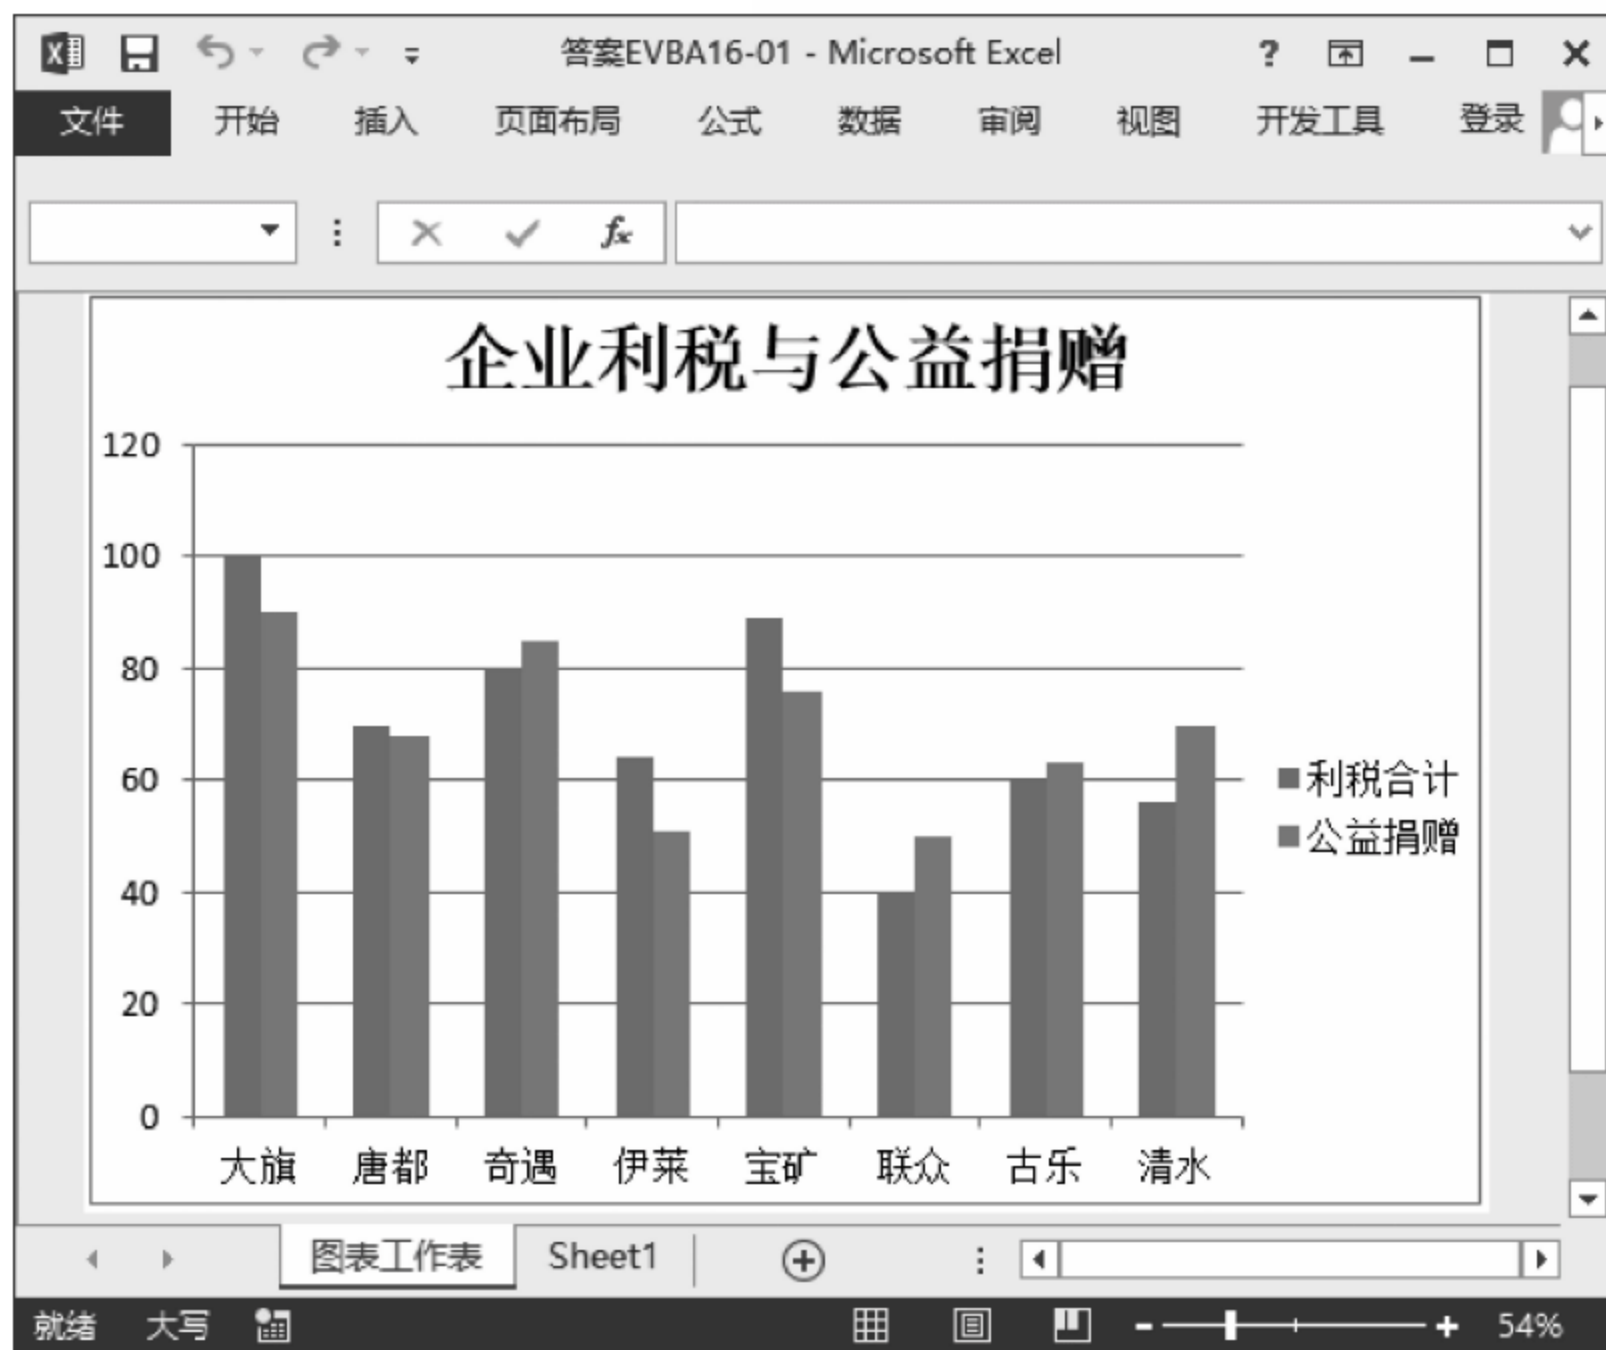 答案EVBA16-01 - Microsoft Excel
文件 开始 插入 页面布局 公式 数据 审阅 视图 开发工具 登录
fx
企业利税与公益捐赠
120
100
80
60
40
20
0
利税合计
公益捐赠
大旗 唐都 奇遇 伊莱 宝矿 联众 古乐 清水
图表工作表 Sheet1
就绪 大写 54%